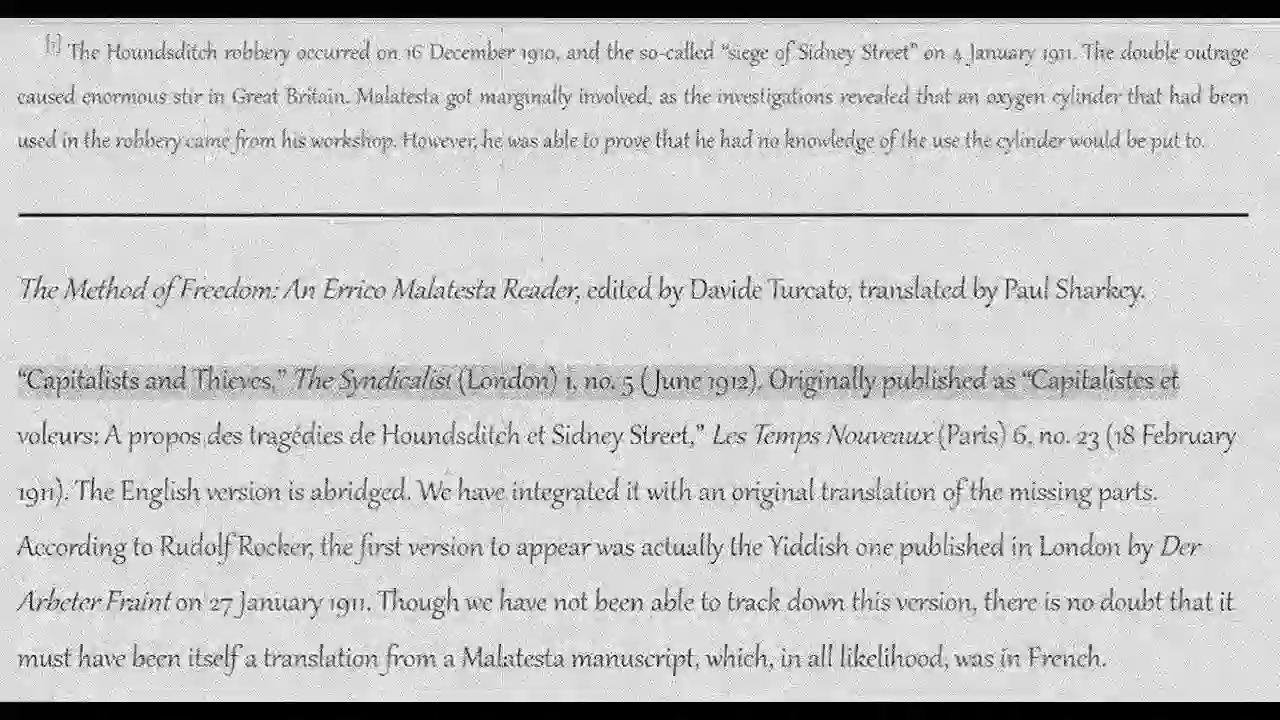 [1] The Houndsditch robbery occurred on 16 December 1910, and the so-called “siege of Sidney Street” on 4 January 1911. The double outrage
caused enormous stir in Great Britain. Malatesta got marginally involved, as the investigations revealed that an oxygen cylinder that had been
used in the robbery came from his workshop. However, he was able to prove that he had no knowledge of the use the cylinder would be put to.
The Method of Freedom: An Errico Malatesta Reader, edited by Davide Turcato, translated by Paul Sharkey.
“Capitalists and Thieves,” The Syndicalist (London) 1, no. 5 (June 1912). Originally published as “Capitalistes et
voleurs: A propos des tragédies de Houndsditch et Sidney Street,” Les Temps Nouveaux (Paris) 6, no. 23 (18 February
1911). The English version is abridged. We have integrated it with an original translation of the missing parts.
According to Rudolf Rocker, the first version to appear was actually the Yiddish one published in London by Der
Arbeter Fraint on 27 January 1911. Though we have not been able to track down this version, there is no doubt that it
must have been itself a translation from a Malatesta manuscript, which, in all likelihood, was in French.